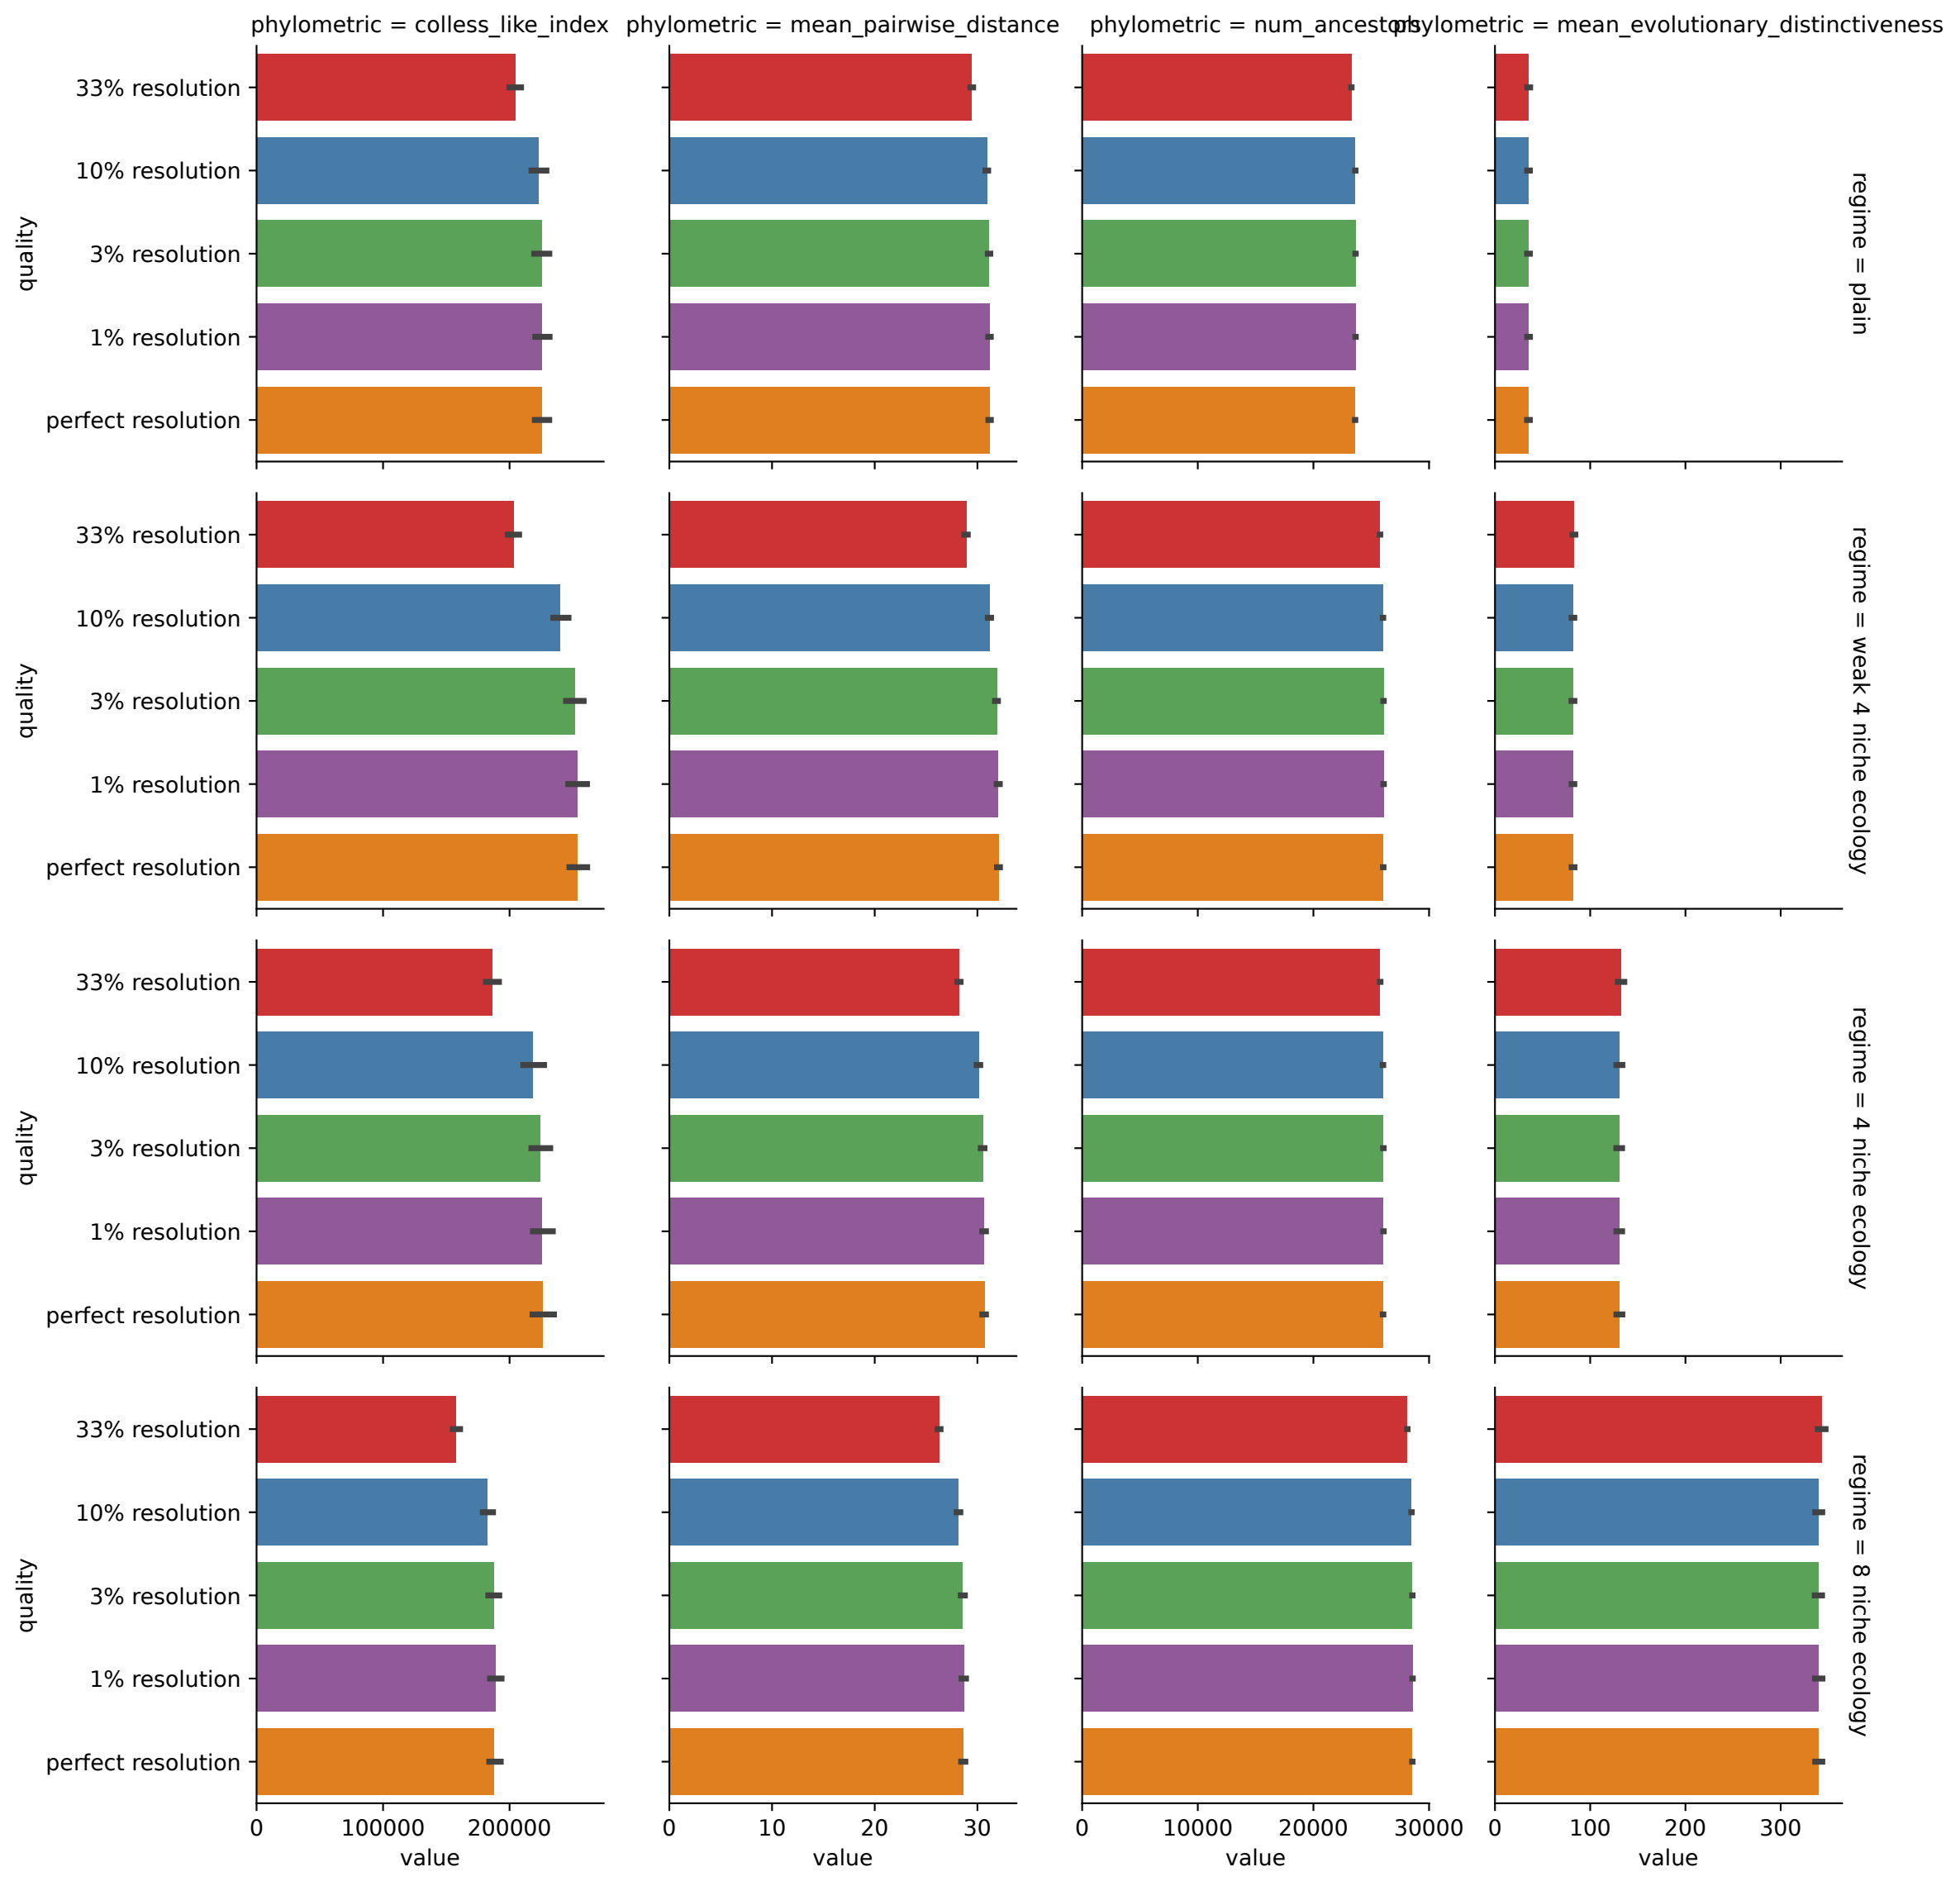 phylometric = colless_like_index
phylometric = mean_pairwise_distance
phylometric = num_ancestors
phylometric = mean_evolutionary_distinctiveness
quality
33% resolution
10% resolution
3% resolution
1% resolution
perfect resolution
regime = plain
quality
33% resolution
10% resolution
3% resolution
1% resolution
perfect resolution
regime = weak 4 niche ecology
quality
33% resolution
10% resolution
3% resolution
1% resolution
perfect resolution
regime = 4 niche ecology
quality
33% resolution
10% resolution
3% resolution
1% resolution
perfect resolution
regime = 8 niche ecology
0 100000 200000
value
0 10 20 30
value
0 10000 20000 30000
value
0 100 200 300
value